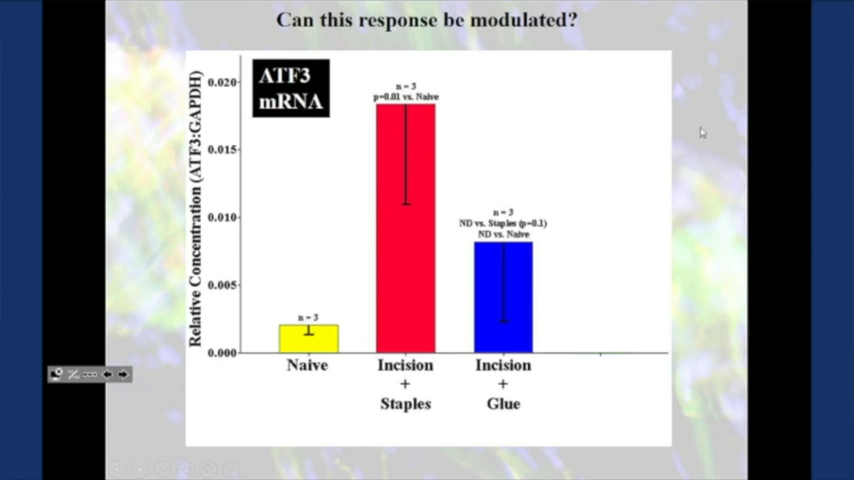 Can this response be modulated?
ATF3
mRNA
Relative Concentration (ATF3:GAPDH)
0.020
0.015
0.010
0.005
0.000
n = 3
n = 3
p=0.01 vs. Naive
n = 3
ND vs. Staples (p=0.1)
ND vs. Naive
Naive
Incision
+
Staples
Incision
+
Glue